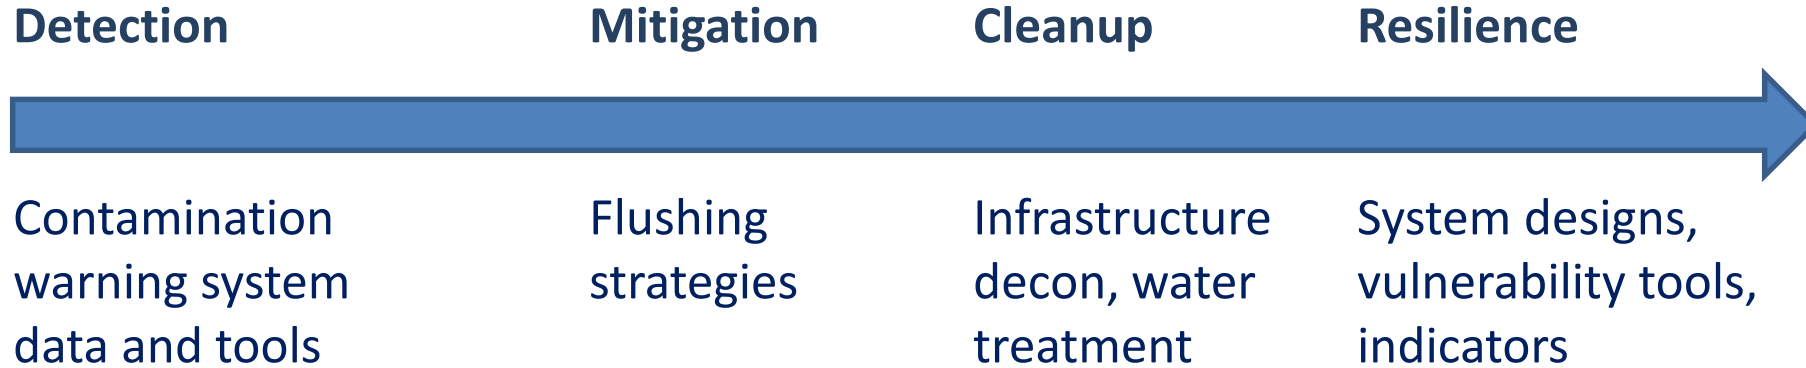 Detection
Mitigation
Cleanup
Resilience
Contamination
warning system
data and tools
Flushing
strategies
Infrastructure
decon, water
treatment
System designs,
vulnerability tools,
indicators